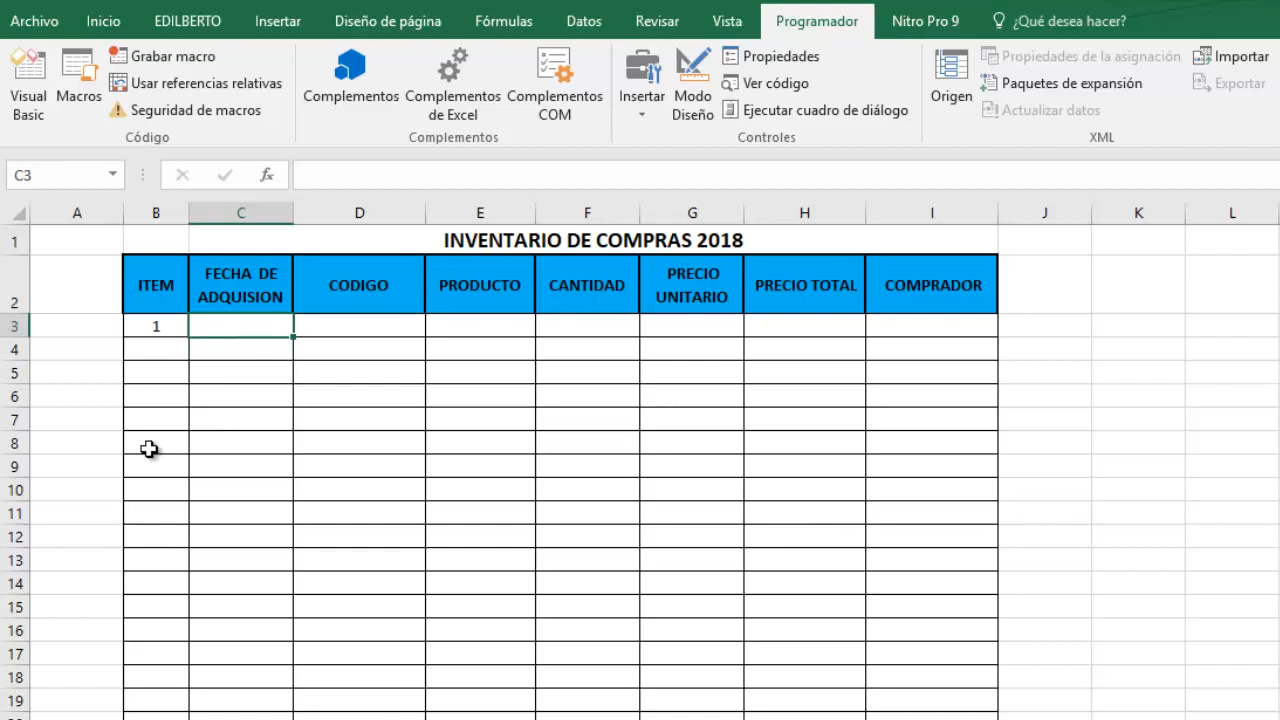 Archivo Inicio EDILBERTO Insertar Diseño de página Fórmulas Datos Revisar Vista Programador Nitro Pro 9 ¿Qué desea hacer?
Visual Basic
Macros
Grabar macro
Usar referencias relativas
Seguridad de macros
Código
Complementos
Complementos de Excel
Complementos COM
Complementos
Insertar
Modo Diseño
Propiedades
Ver código
Ejecutar cuadro de diálogo
Controles
Origen
Propiedades de la asignación
Paquetes de expansión
Actualizar datos
Importar
Exportar
XML
C3 fx
A B C D E F G H I J K L
1 INVENTARIO DE COMPRAS 2018
2 ITEM FECHA DE ADQUISION CODIGO PRODUCTO CANTIDAD PRECIO UNITARIO PRECIO TOTAL COMPRADOR
3 1
4
5
6
7
8
9
10
11
12
13
14
15
16
17
18
19